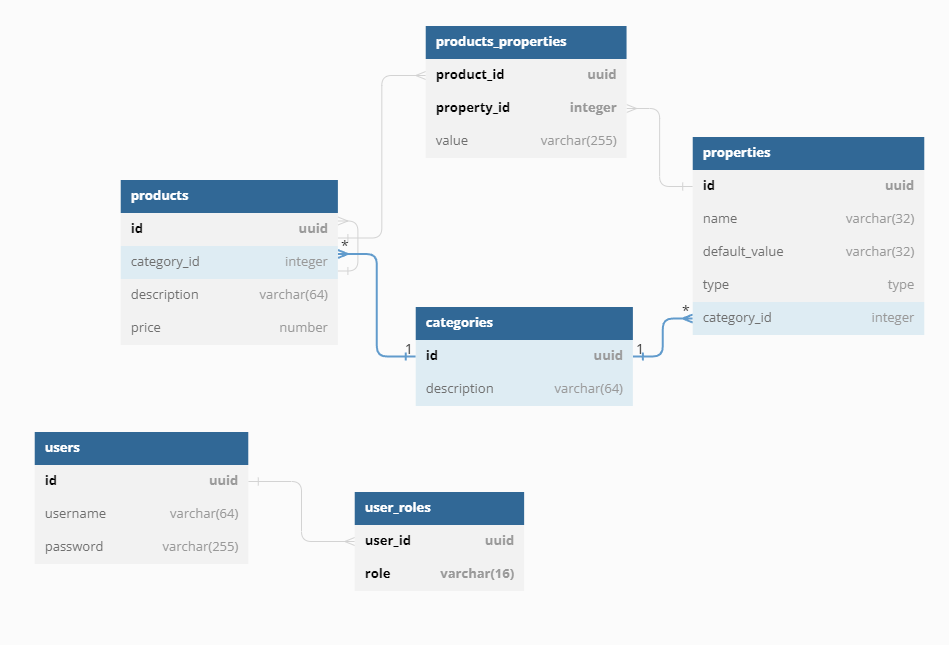 products_properties
product_id uuid
property_id integer
value varchar(255)
properties
id uuid
name varchar(32)
default_value varchar(32)
type type
category_id integer
products
id uuid
*
category_id integer
description varchar(64)
price number
categories
1 id uuid 1
description varchar(64)
*
users
id uuid
username varchar(64)
password varchar(255)
user_roles
user_id uuid
role varchar(16)